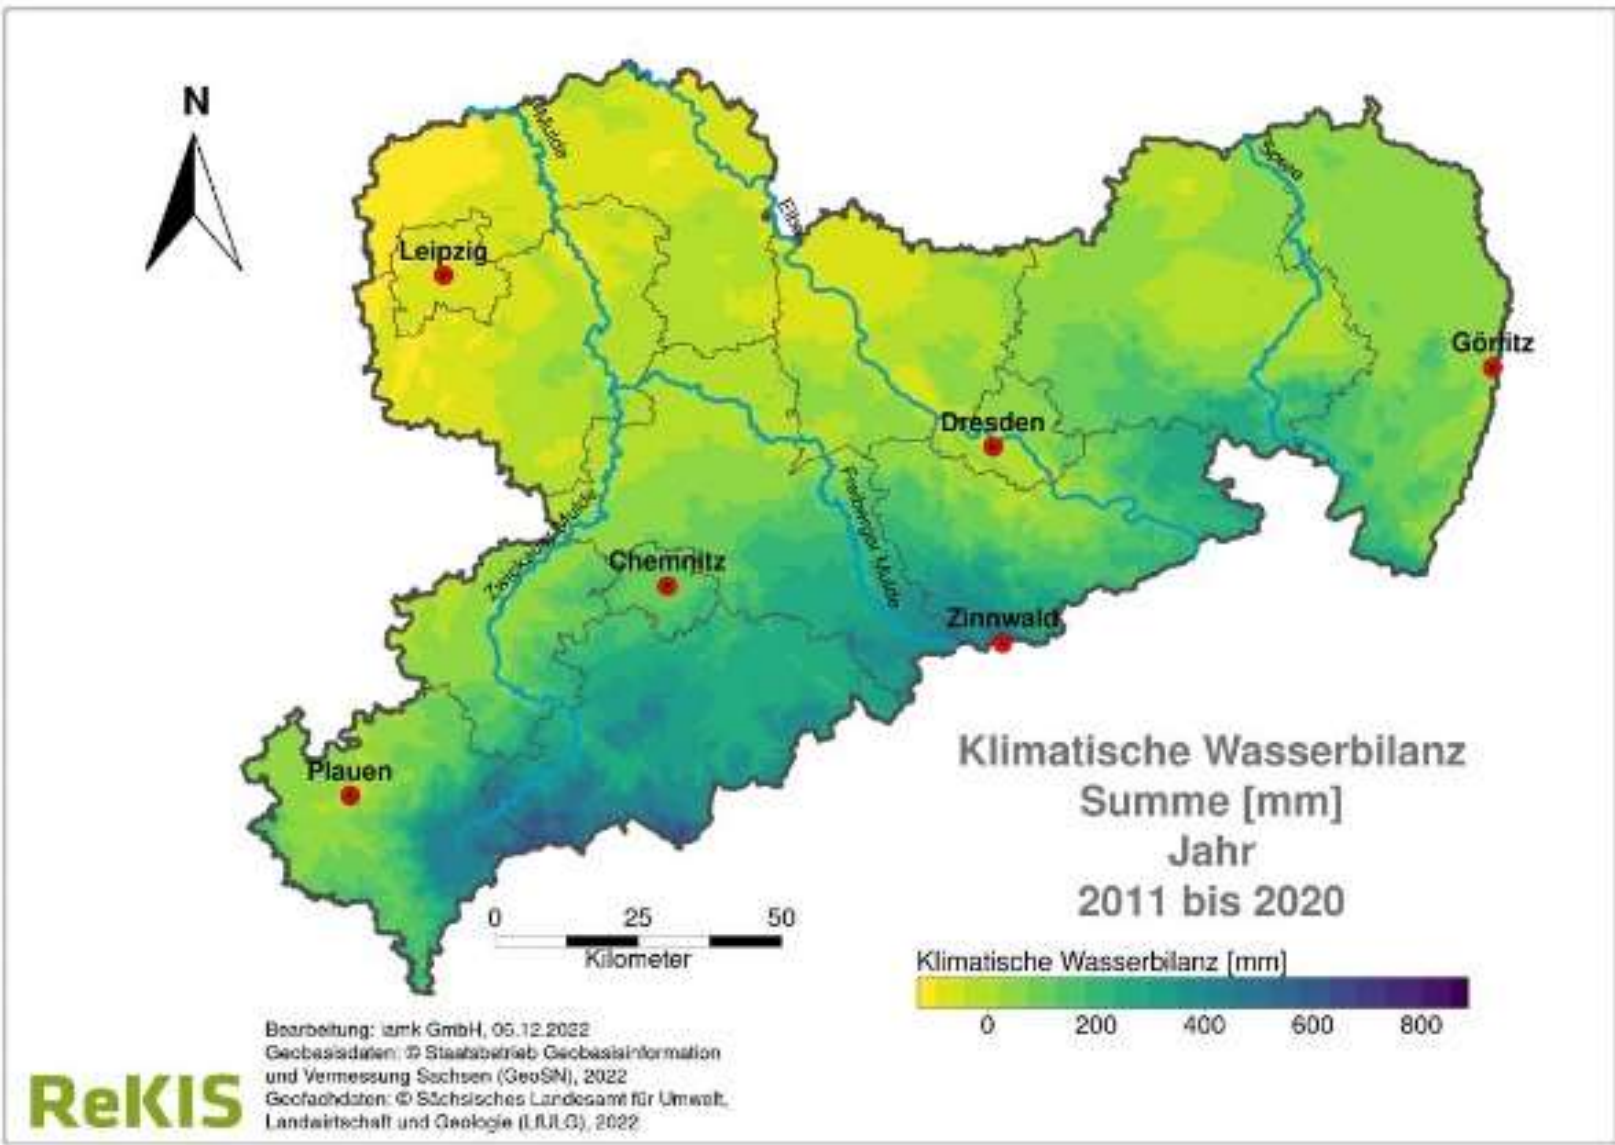 N
Mulde
Elbe
Spree
Leipzig
Görlitz
Dresden
Freiberger Mulde
Zwickauer Mulde
Chemnitz
Zinnwald
Plauen
Klimatische Wasserbilanz
Summe [mm]
Jahr
2011 bis 2020
0 25 50
Kilometer
Klimatische Wasserbilanz [mm]
0 200 400 600 800
Bearbeitung: iamk GmbH, 06.12.2022
Geobasisdaten: © Staatsbetrieb Geobasisinformation
und Vermessung Sachsen (GeoSN), 2022
Geofachdaten: © Sächsisches Landesamt für Umwelt,
Landwirtschaft und Geologie (LfULG), 2022
ReKIS